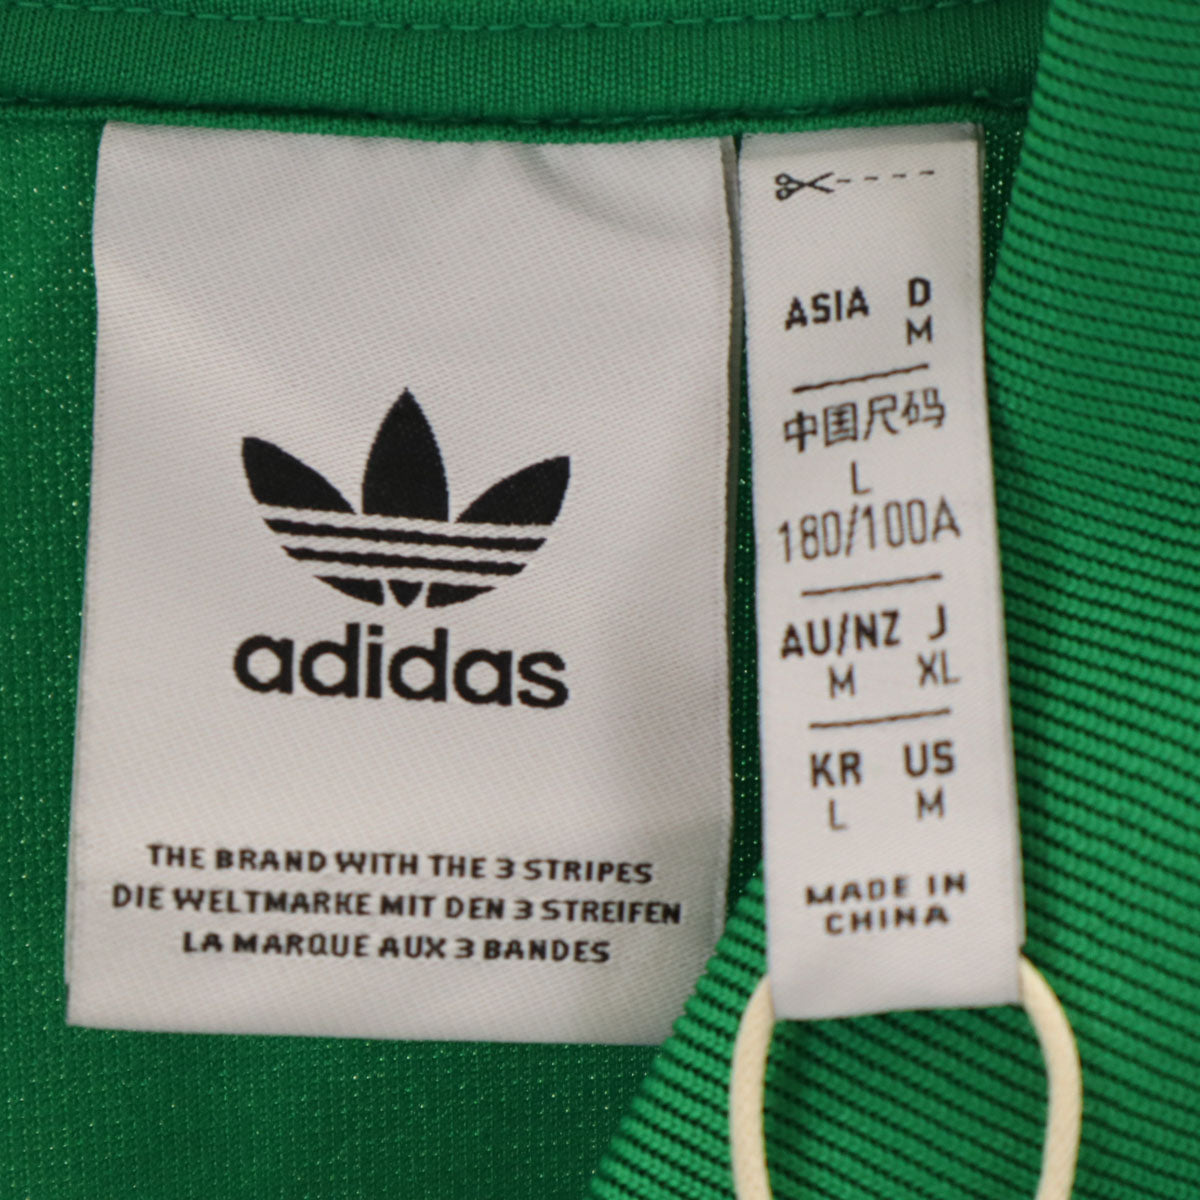 adidas
THE BRAND WITH THE 3 STRIPES
DIE WELTMARKE MIT DEN 3 STREIFEN
LA MARQUE AUX 3 BANDES
ASIA D
M
中国尺码
L
180/100A
AU/NZ J
M XL
KR US
L M
MADE IN
CHINA